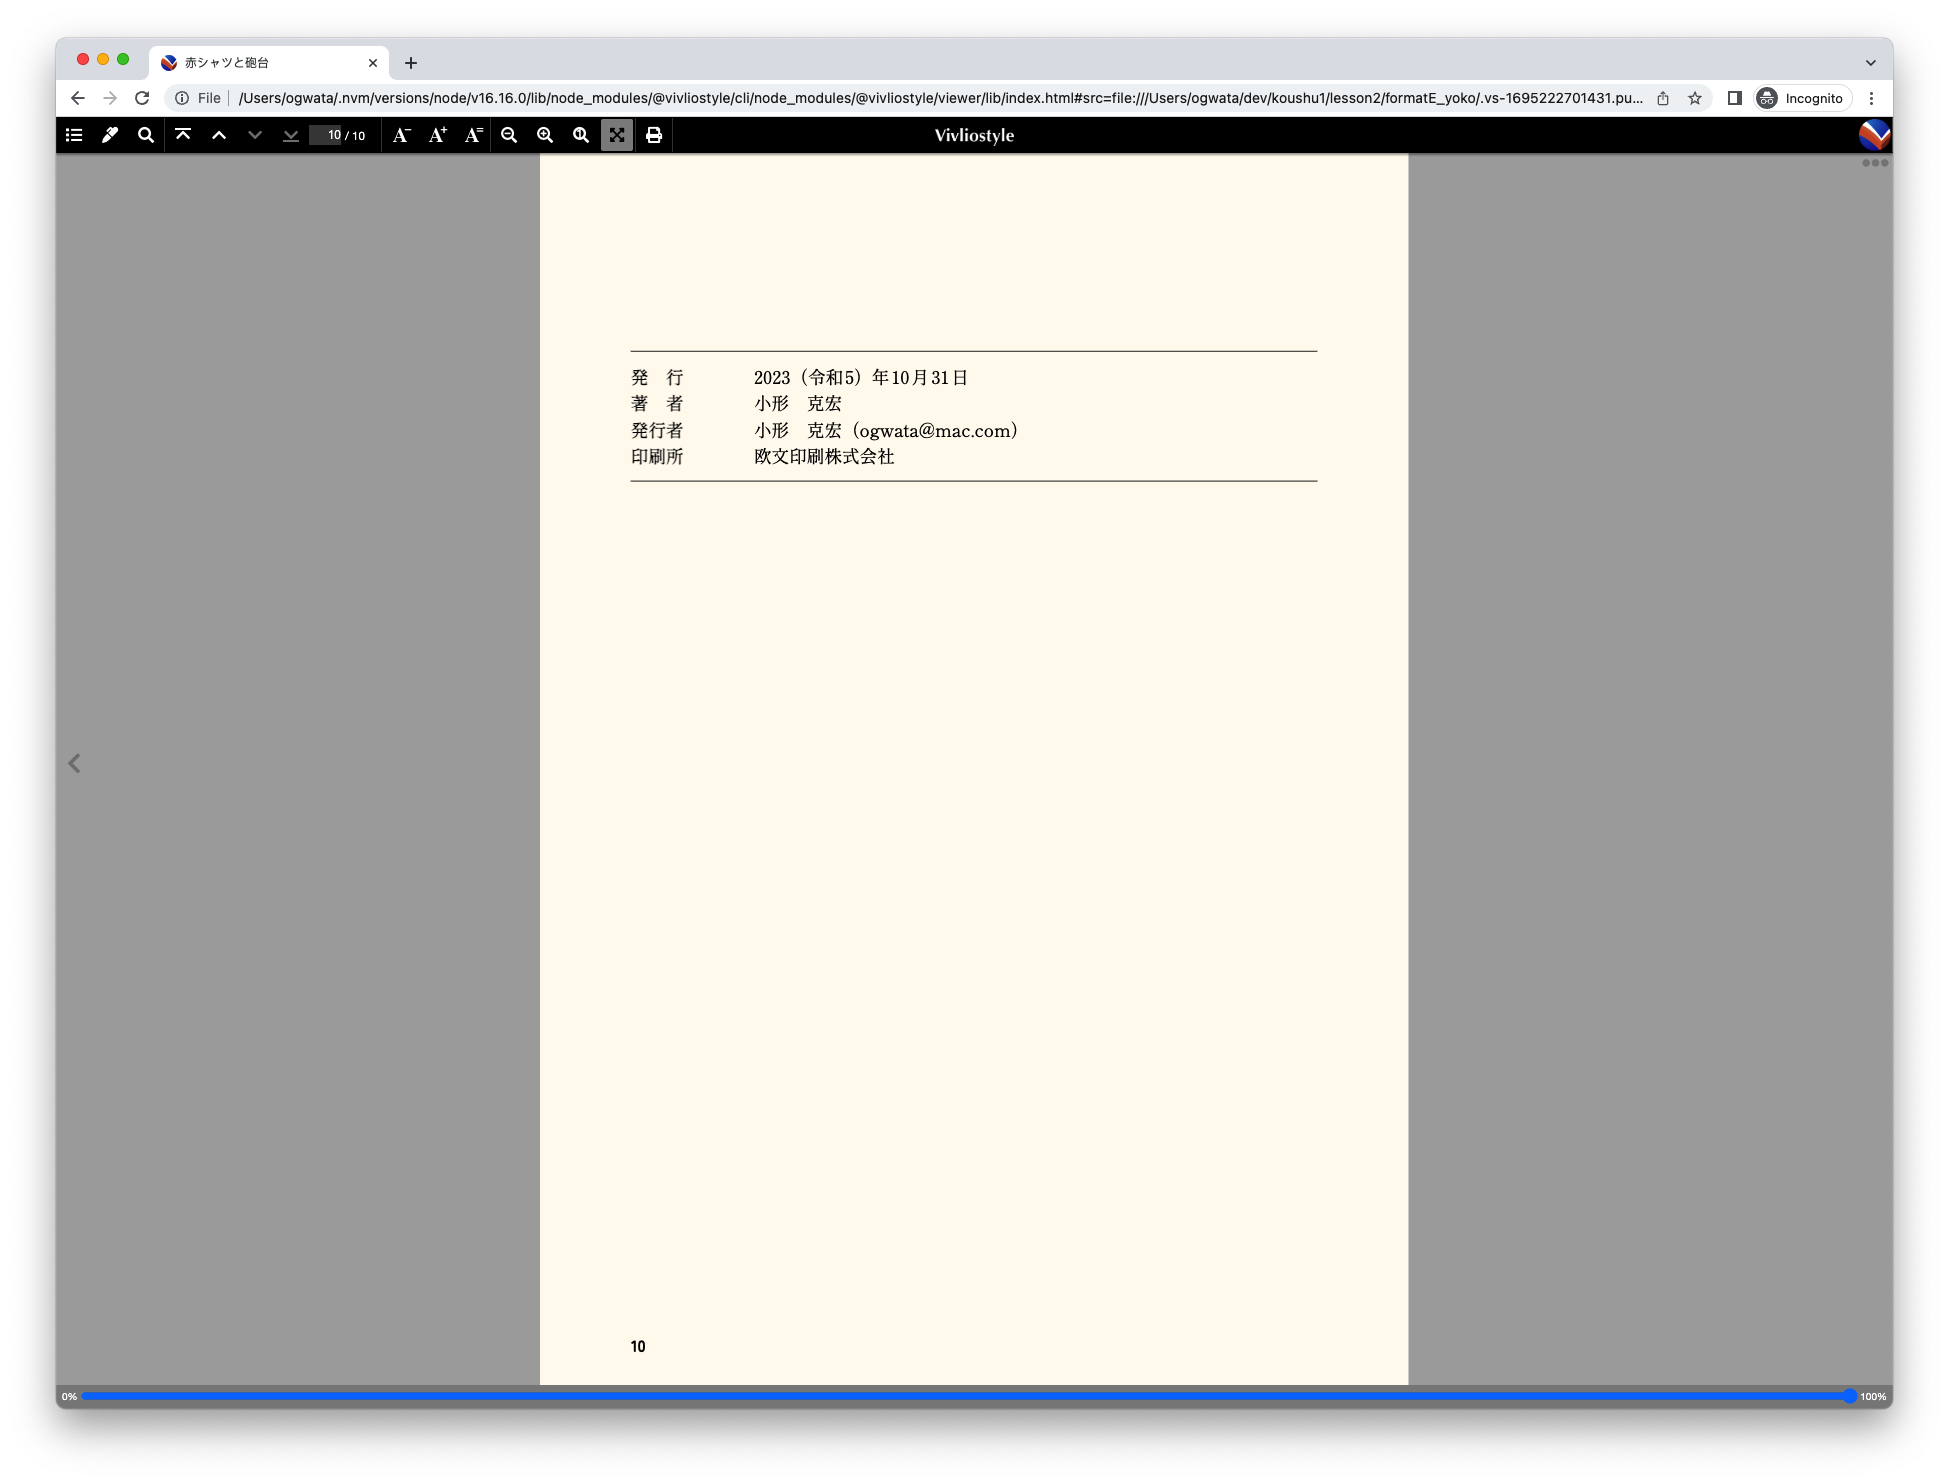 赤シャツと砲台
File
/Users/ogwata/.nvm/versions/node/v16.16.0/lib/node_modules/@vivliostyle/cli/node_modules/@vivliostyle/viewer/lib/index.html#src=file:///Users/ogwata/dev/koushu1/lesson2/formatE_yoko/.vs-1695222701431.pu...
Incognito
10 / 10
A-
A+
A=
Vivliostyle
発　行　2023（令和5）年10月31日
著　者　小形　克宏
発行者　小形　克宏（ogwata@mac.com）
印刷所　欧文印刷株式会社
10
0%
100%